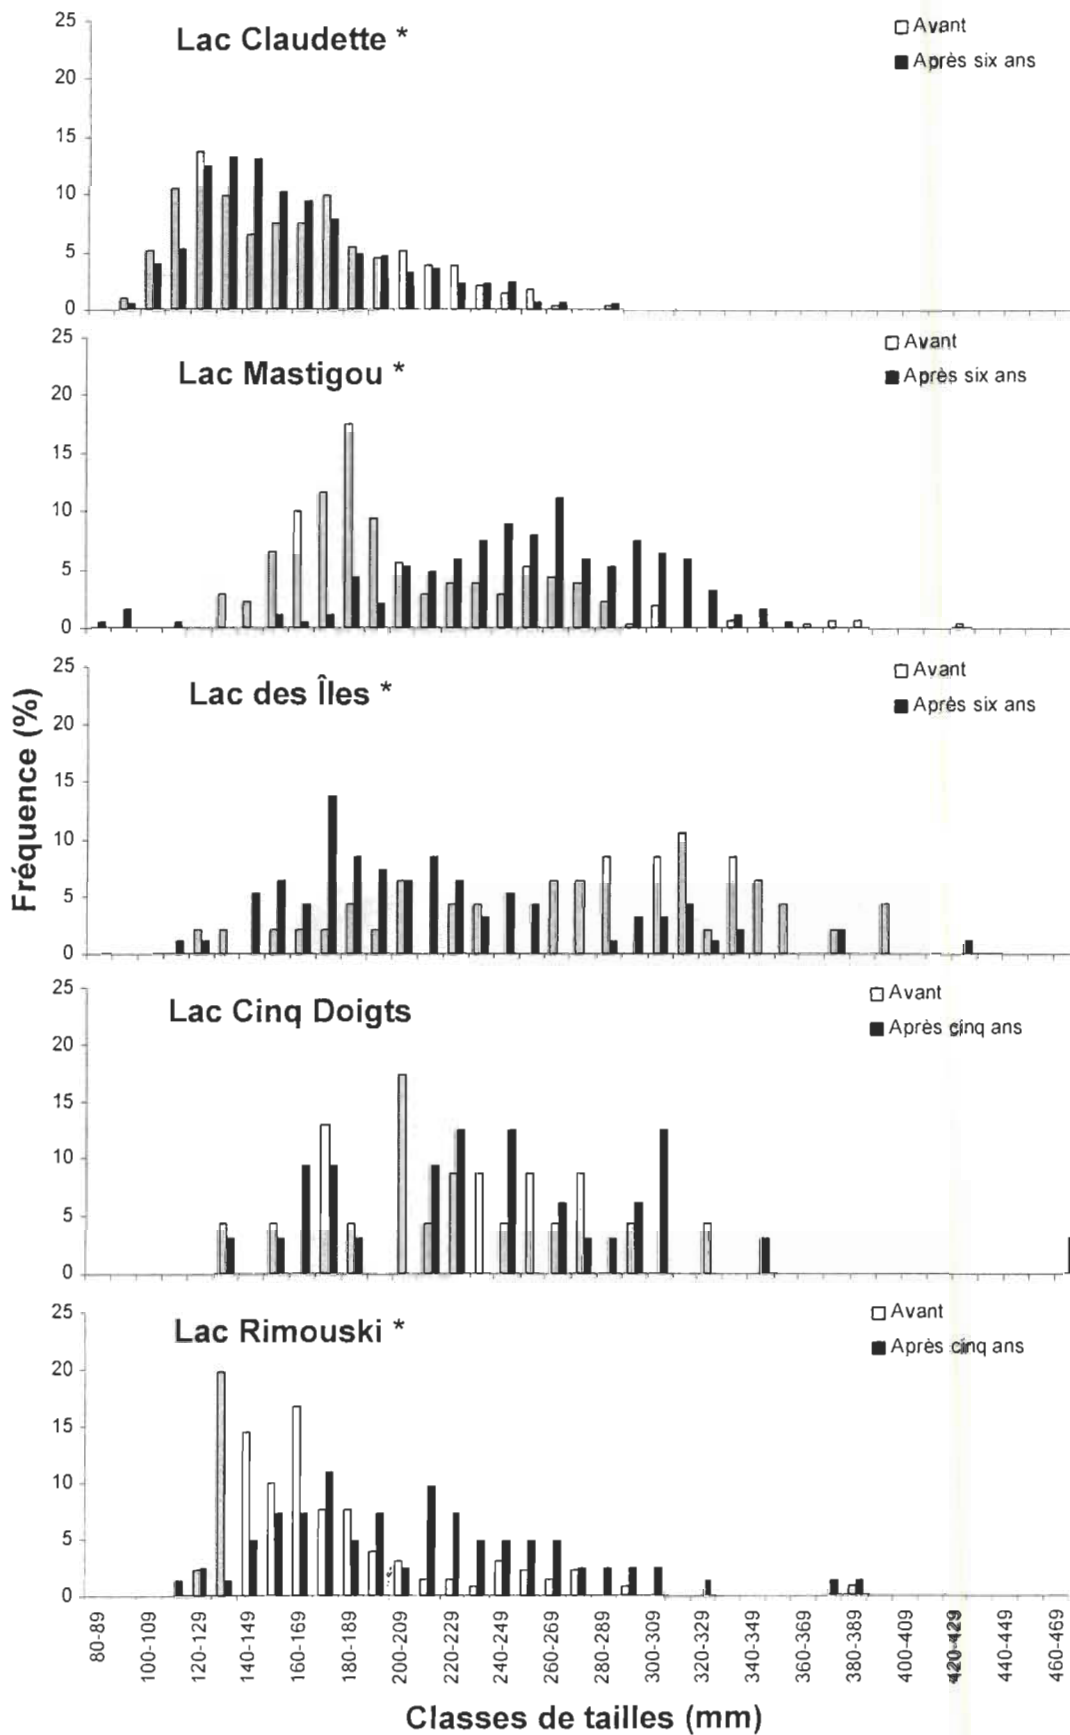 Lac Claudette *
Avant
Après six ans
25
20
15
10
5
0
Lac Mastigou *
Avant
Après six ans
25
20
15
10
5
0
Lac des Îles *
Avant
Après six ans
25
20
15
10
5
0
Lac Cinq Doigts
Avant
Après cinq ans
25
20
15
10
5
0
Lac Rimouski *
Avant
Après cinq ans
25
20
15
10
5
0
Fréquence (%)
80-89
100-109
120-129
140-149
160-169
180-189
200-209
220-229
240-249
260-269
280-289
300-309
320-329
340-349
360-369
380-389
400-409
420-429
440-449
460-469
Classes de tailles (mm)